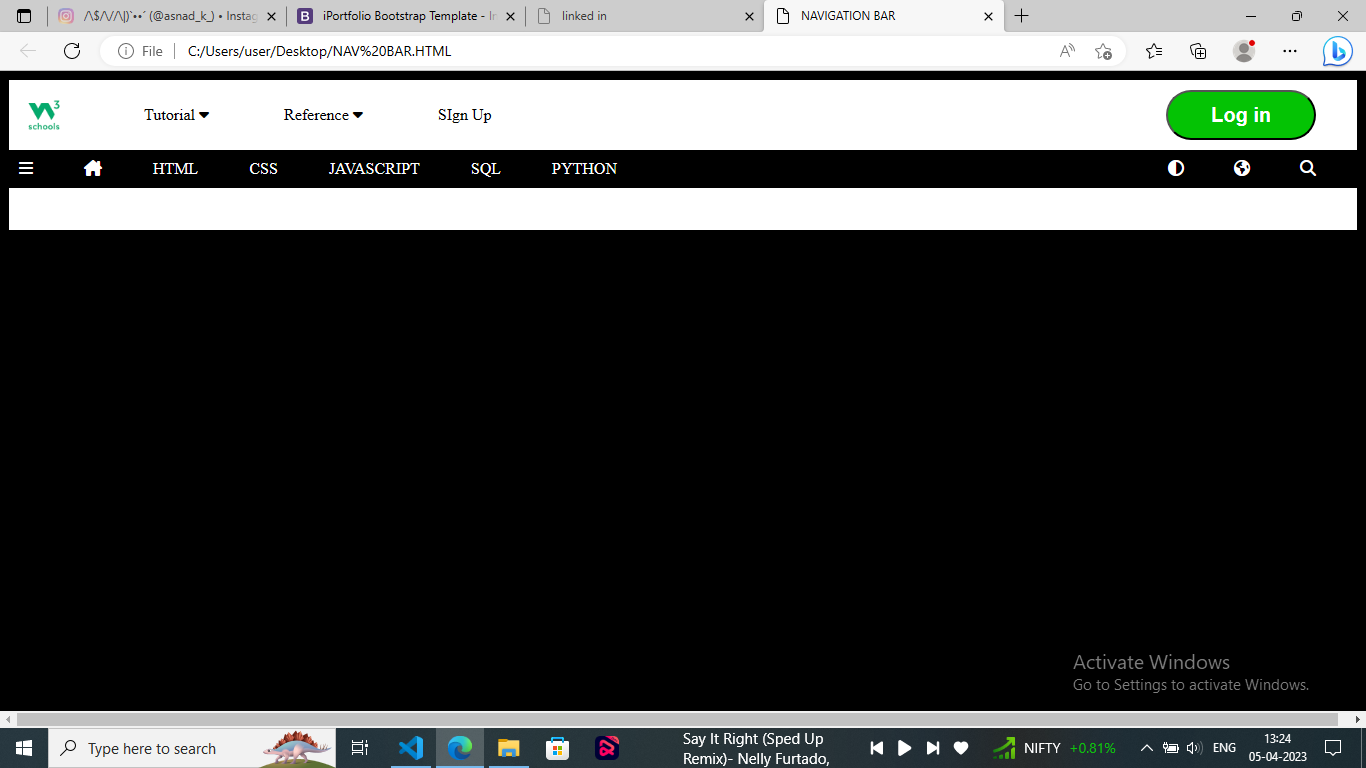 /\$/\//\|)`••´ (@asnad_k_) • Instag
iPortfolio Bootstrap Template - In
linked in
NAVIGATION BAR
File
C:/Users/user/Desktop/NAV%20BAR.HTML
W3 schools
Tutorial
Reference
SIgn Up
Log in
HTML
CSS
JAVASCRIPT
SQL
PYTHON
Activate Windows
Go to Settings to activate Windows.
Type here to search
Say It Right (Sped Up
Remix)- Nelly Furtado,
NIFTY +0.81%
ENG
13:24
05-04-2023